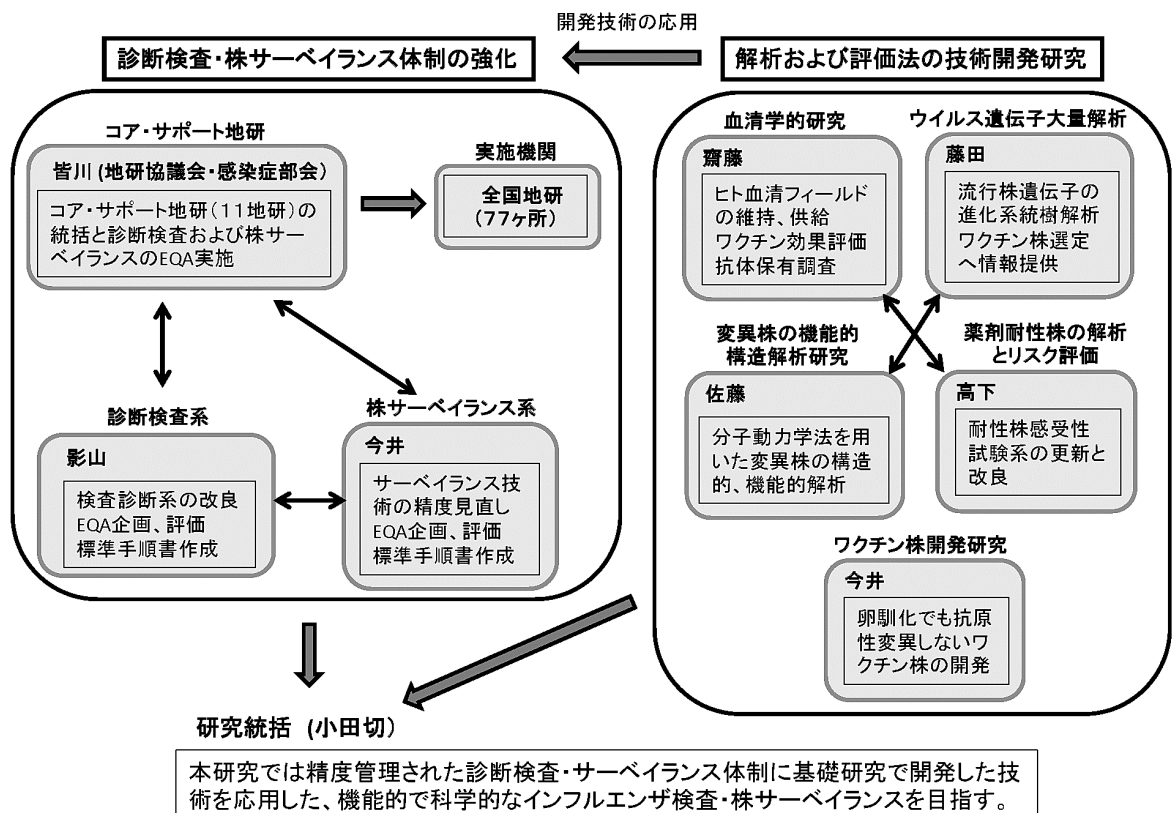 開発技術の応用
診断検査・株サーベイランス体制の強化
解析および評価法の技術開発研究
コア・サポート地研
皆川 (地研協議会・感染症部会)
コア・サポート地研(11地研)の
統括と診断検査および株サー
ベイランスのEQA実施
実施機関
全国地研
(77ヶ所)
診断検査系
影山
検査診断系の改良
EQA企画、評価
標準手順書作成
株サーベイランス系
今井
サーベイランス技
術の精度見直し
EQA企画、評価
標準手順書作成
血清学的研究
齋藤
ヒト血清フィールド
の維持、供給
ワクチン効果評価
抗体保有調査
ウイルス遺伝子大量解析
藤田
流行株遺伝子の
進化系統樹解析
ワクチン株選定
へ情報提供
変異株の機能的
構造解析研究
佐藤
分子動力学法を用
いた変異株の構造
的、機能的解析
薬剤耐性株の解析
とリスク評価
高下
耐性株感受性
試験系の更新と
改良
ワクチン株開発研究
今井
卵馴化でも抗原
性変異しないワ
クチン株の開発
研究統括 (小田切)
本研究では精度管理された診断検査・サーベイランス体制に基礎研究で開発した技
術を応用した、機能的で科学的なインフルエンザ検査・株サーベイランスを目指す。